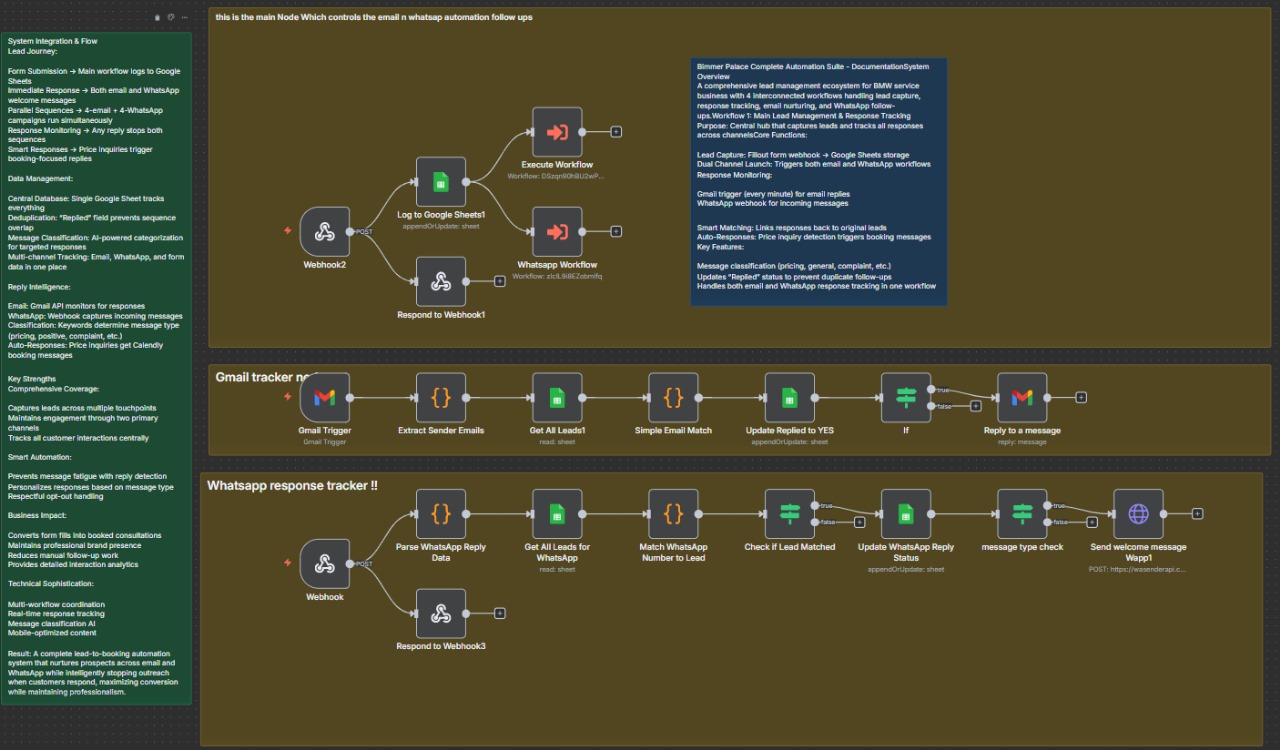 System Integration & Flow
Lead Journey:
Form Submission → Main workflow logs to Google
Sheets
Immediate Response → Both email and WhatsApp
welcome messages
Parallel Sequences → 4-email + 4-WhatsApp
campaigns run simultaneously
Response Monitoring → Any reply stops both
sequences
Smart Responses → Price inquiries trigger
booking-focused replies
Data Management:
Central Database: Single Google Sheet tracks
everything
Deduplication: "Replied" field prevents sequence
overlap
Message Classification: AI-powered categorization
for targeted responses
Multi-channel Tracking: Email, WhatsApp, and form
data in one place
Reply Intelligence:
Email: Gmail API monitors for responses
WhatsApp: Webhook captures incoming messages
Classification: Keywords determine message type
(pricing, positive, complaint, etc.)
Auto-Responses: Price inquiries get Calendly
booking messages
Key Strengths
Comprehensive Coverage:
Captures leads across multiple touchpoints
Maintains engagement through two primary
channels
Tracks all customer interactions centrally
Smart Automation:
Prevents message fatigue with reply detection
Personalizes responses based on message type
Respectful opt-out handling
Business Impact:
Converts form fills into booked consultations
Maintains professional brand presence
Reduces manual follow-up work
Provides detailed interaction analytics
Technical Sophistication:
Multi-workflow coordination
Real-time response tracking
Message classification AI
Mobile-optimized content
Result: A complete lead-to-booking automation
system that nurtures prospects across email and
WhatsApp while intelligently stopping outreach
when customers respond, maximizing conversion
while maintaining professionalism.
this is the main Node Which controls the email n whatsap automation follow ups
Bimmer Palace Complete Automation Suite - DocumentationSystem
Overview
A comprehensive lead management ecosystem for BMW service
business with 4 interconnected workflows handling lead capture,
response tracking, email nurturing, and WhatsApp follow-
ups.Workflow 1: Main Lead Management & Response Tracking
Purpose: Central hub that captures leads and tracks all responses
across channelsCore Functions:
Lead Capture: Fillout form webhook → Google Sheets storage
Dual Channel Launch: Triggers both email and WhatsApp workflows
Response Monitoring:
Gmail trigger (every minute) for email replies
WhatsApp webhook for incoming messages
Smart Matching: Links responses back to original leads
Auto-Responses: Price inquiry detection triggers booking messages
Key Features:
Message classification (pricing, general, complaint, etc.)
Updates "Replied" status to prevent duplicate follow-ups
Handles both email and WhatsApp response tracking in one workflow
Webhook2
POST
Log to Google Sheets1
appendOrUpdate: sheet
Respond to Webhook1
Execute Workflow
Workflow:
Whatsapp Workflow
Workflow:
Gmail tracker
Gmail Trigger
Gmail Trigger
Extract Sender Emails
Get All Leads1
read: sheet
Simple Email Match
Update Replied to YES
appendOrUpdate: sheet
If
true
false
Reply to a message
reply: message
Whatsapp response tracker !!
Webhook
POST
Parse WhatsApp Reply
Data
Respond to Webhook3
Get All Leads for
WhatsApp
read: sheet
Match WhatsApp
Number to Lead
Check if Lead Matched
true
false
Update WhatsApp Reply
Status
appendOrUpdate: sheet
message type check
true
false
Send welcome message
Wapp1
POST: https://wasenderapi.c...